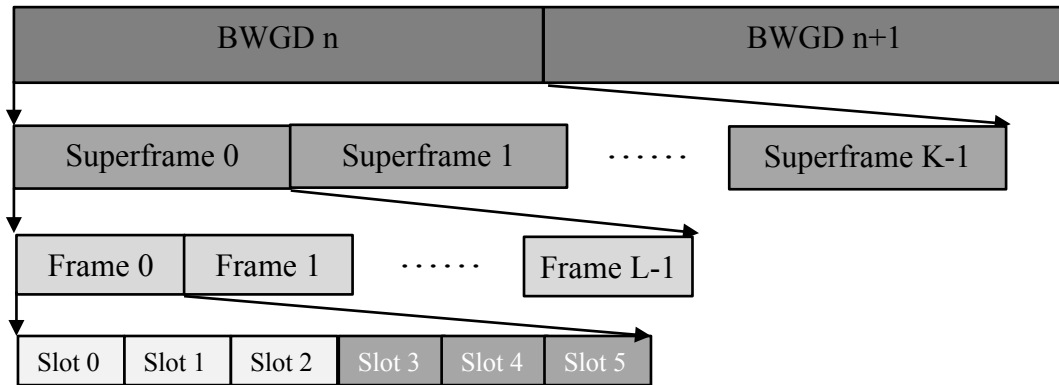 BWGD n BWGD n+1
Superframe 0 Superframe 1 ...... Superframe K-1
Frame 0 Frame 1 ...... Frame L-1
Slot 0 Slot 1 Slot 2 Slot 3 Slot 4 Slot 5